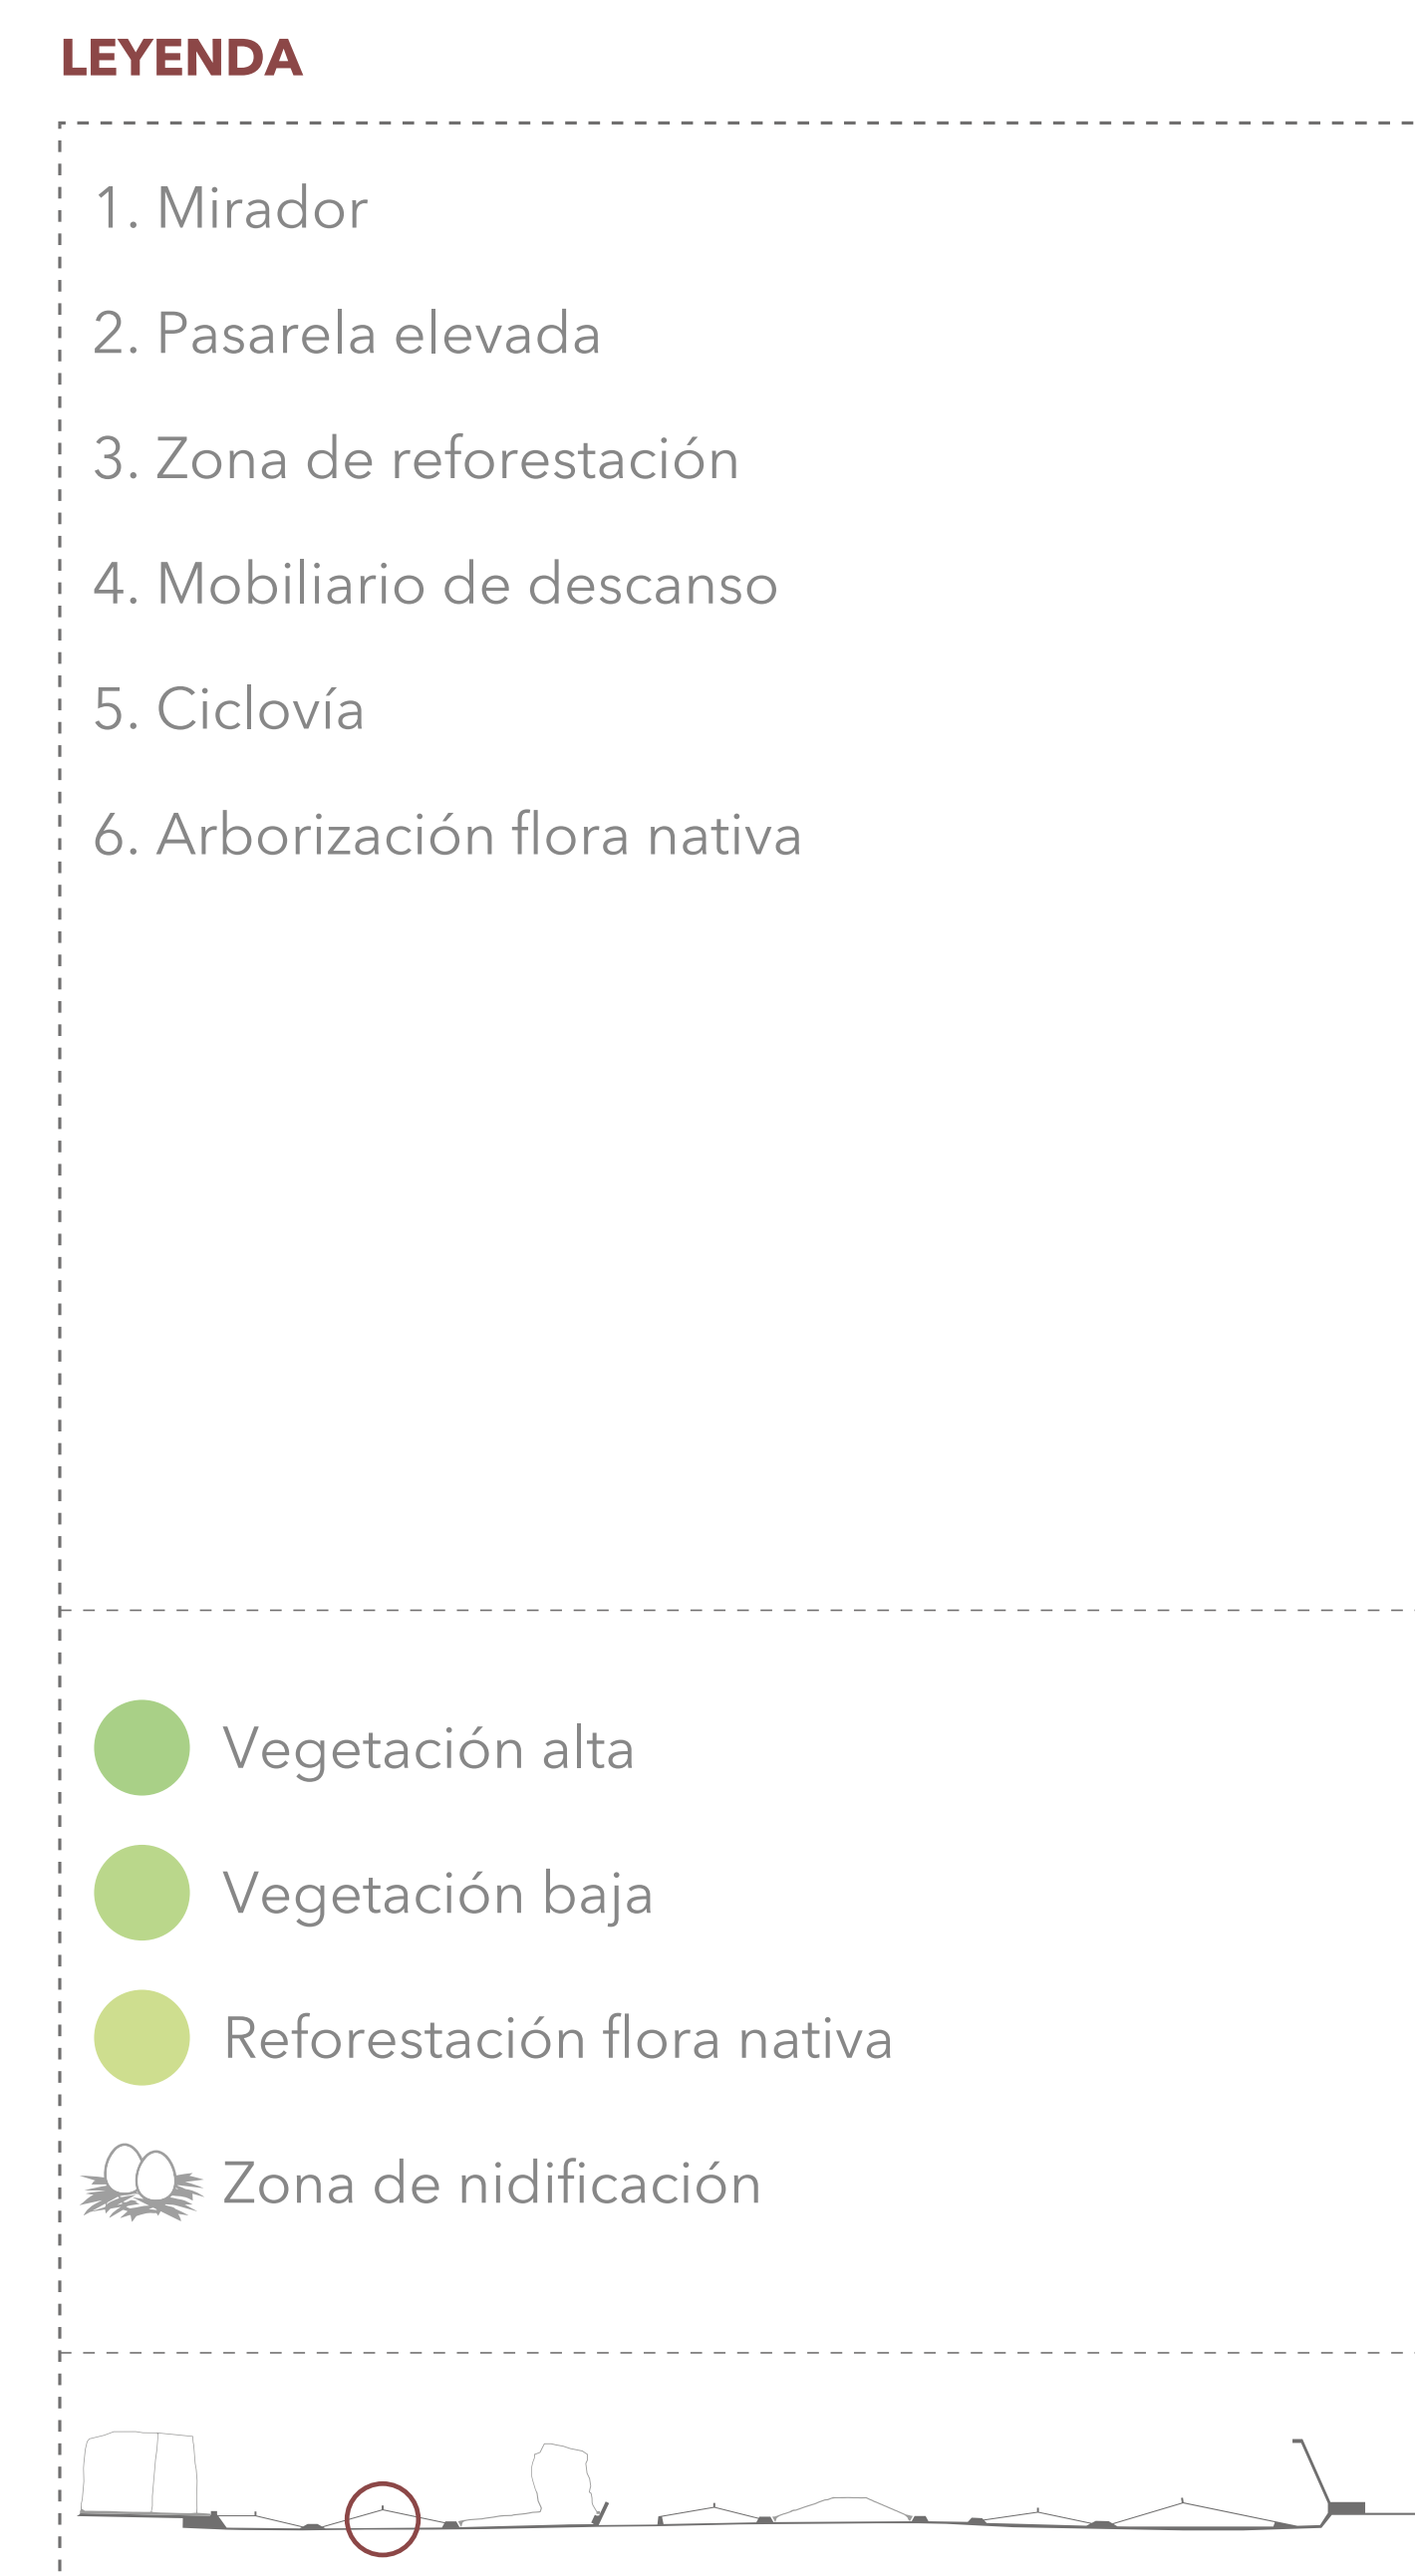 LEYENDA
1. Mirador
2. Pasarela elevada
3. Zona de reforestación
4. Mobiliario de descanso
5. Ciclovía
6. Arborización flora nativa
Vegetación alta
Vegetación baja
Reforestación flora nativa
Zona de nidificación